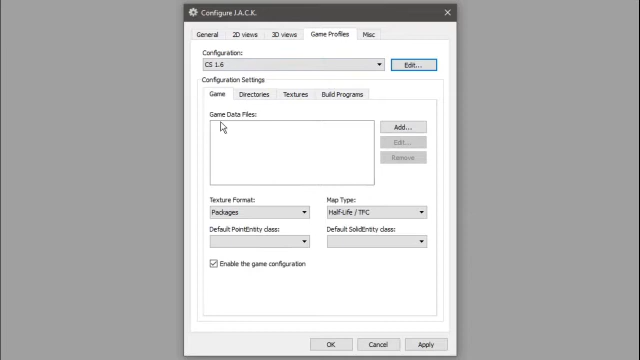 Configure J.A.C.K.
General 2D views 3D views Game Profiles Misc
Configuration:
CS 1.6 Edit...
Configuration Settings
Game Directories Textures Build Programs
Game Data Files:
Add...
Edit...
Remove
Texture Format: Map Type:
Packages Half-Life / TFC
Default PointEntity class: Default SolidEntity class:
Enable the game configuration
OK Cancel Apply